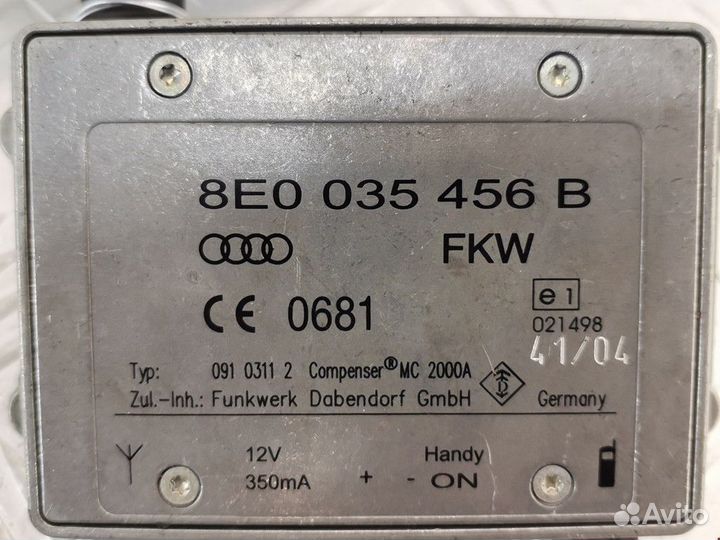 8E0 035 456 B
FKW
CE 0681
e1
021498
41/04
Typ: 091 0311 2 Compenser® MC 2000A
Zul.-Inh.: Funkwerk Dabendorf GmbH Germany
12V Handy
350mA + - ON
Avito